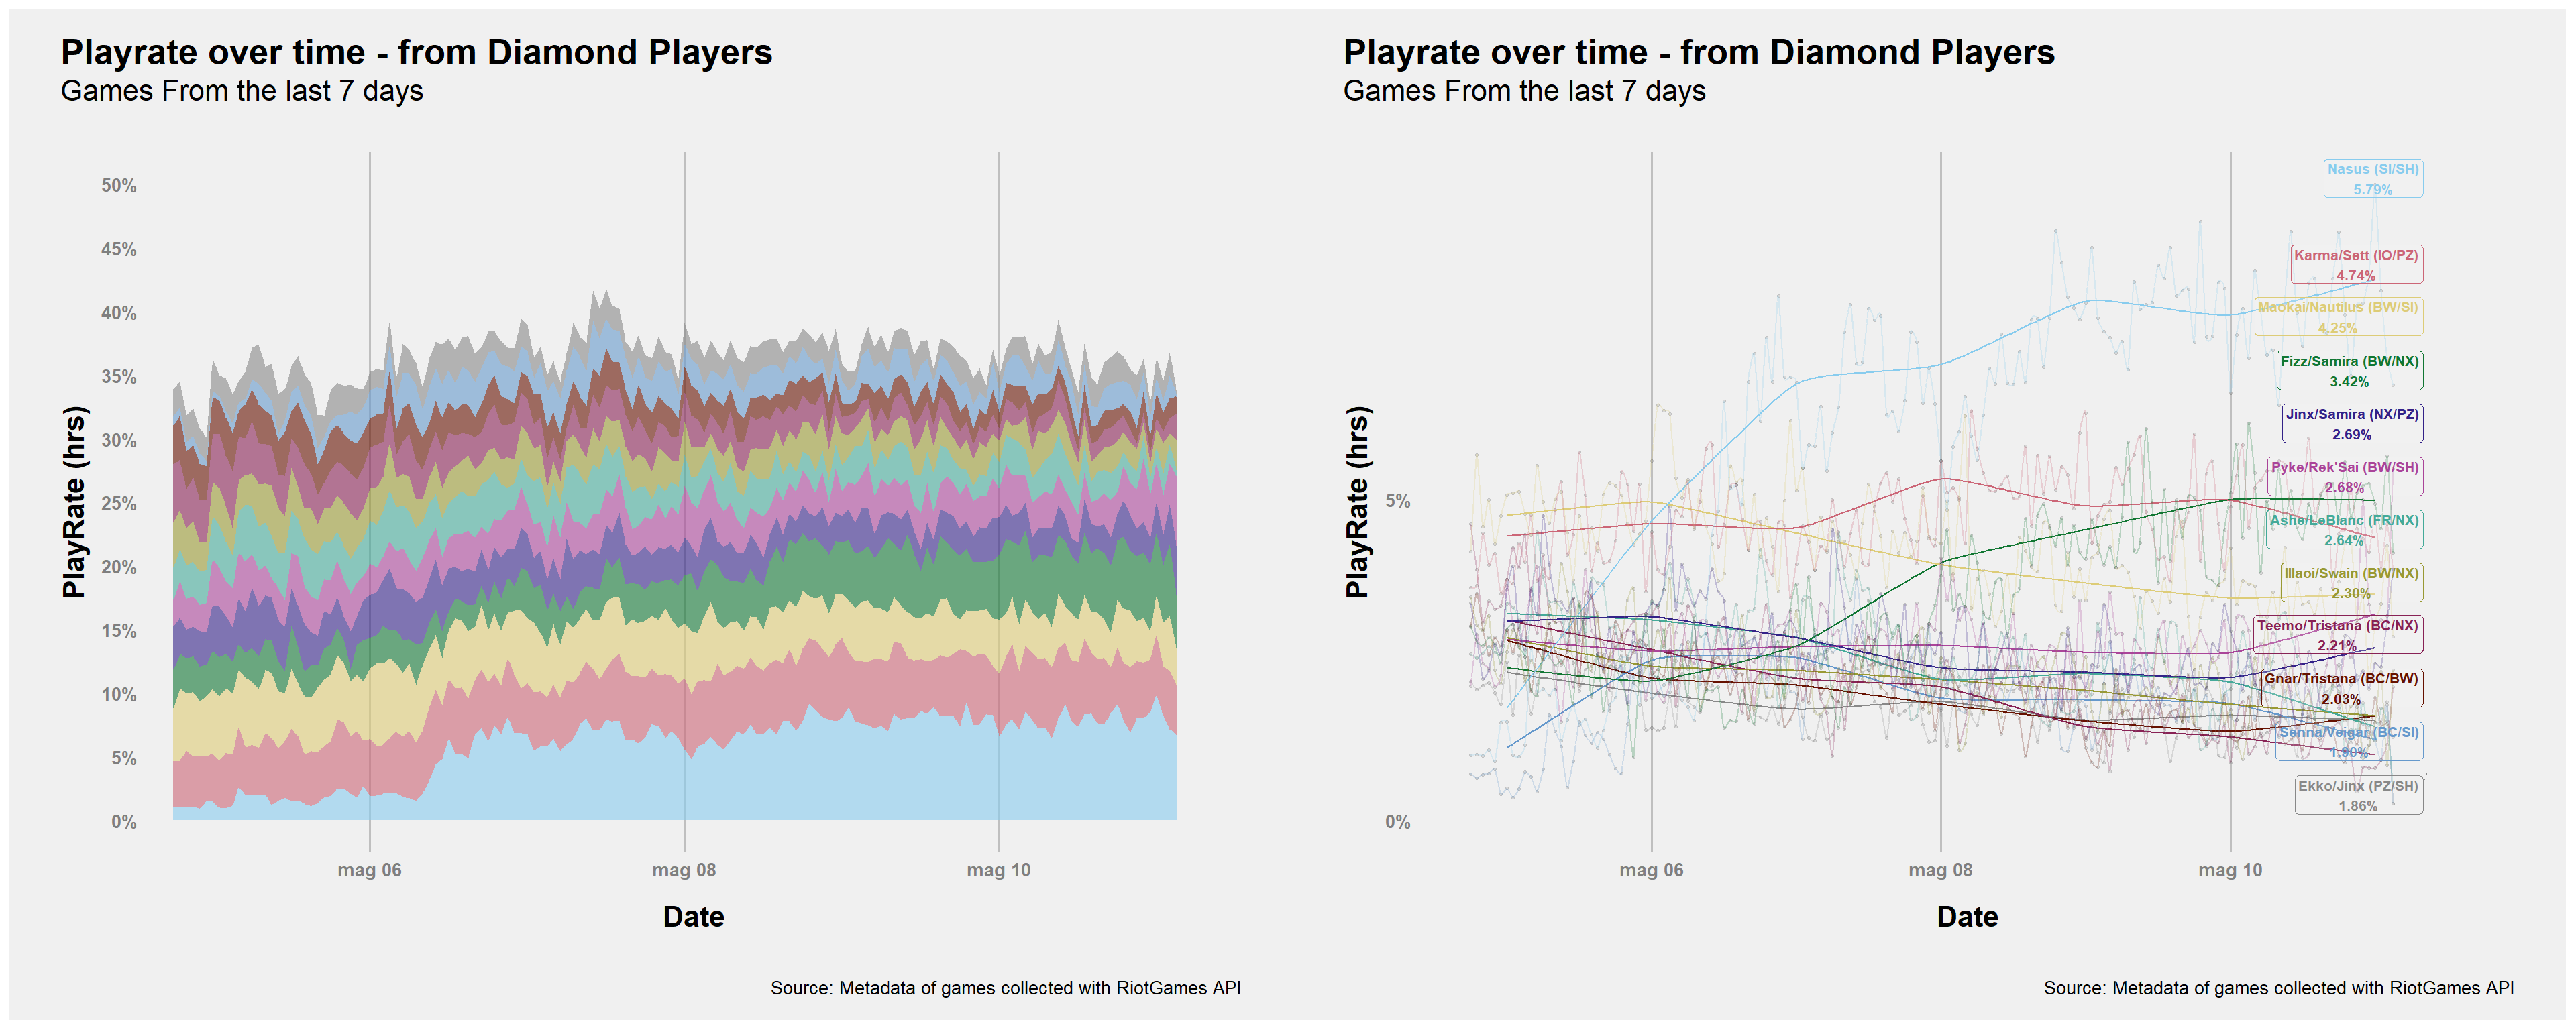 Playrate over time - from Diamond Players
Games From the last 7 days
PlayRate (hrs)
50%
45%
40%
35%
30%
25%
20%
15%
10%
5%
0%
mag 06
mag 08
mag 10
Date
Source: Metadata of games collected with RiotGames API
Playrate over time - from Diamond Players
Games From the last 7 days
PlayRate (hrs)
5%
0%
Nasus (SI/SH)
5.79%
Karma/Sett (IO/PZ)
4.74%
Maokai/Nautilus (BW/SI)
4.25%
Fizz/Samira (BW/NX)
3.42%
Jinx/Samira (NX/PZ)
2.69%
Pyke/Rek'Sai (BW/SH)
2.68%
Ashe/LeBlanc (FR/NX)
2.64%
Illaoi/Swain (BW/NX)
2.30%
Teemo/Tristana (BC/NX)
2.21%
Gnar/Tristana (BC/BW)
2.03%
Senna/Veigar (BC/SI)
1.90%
Ekko/Jinx (PZ/SH)
1.86%
mag 06
mag 08
mag 10
Date
Source: Metadata of games collected with RiotGames API